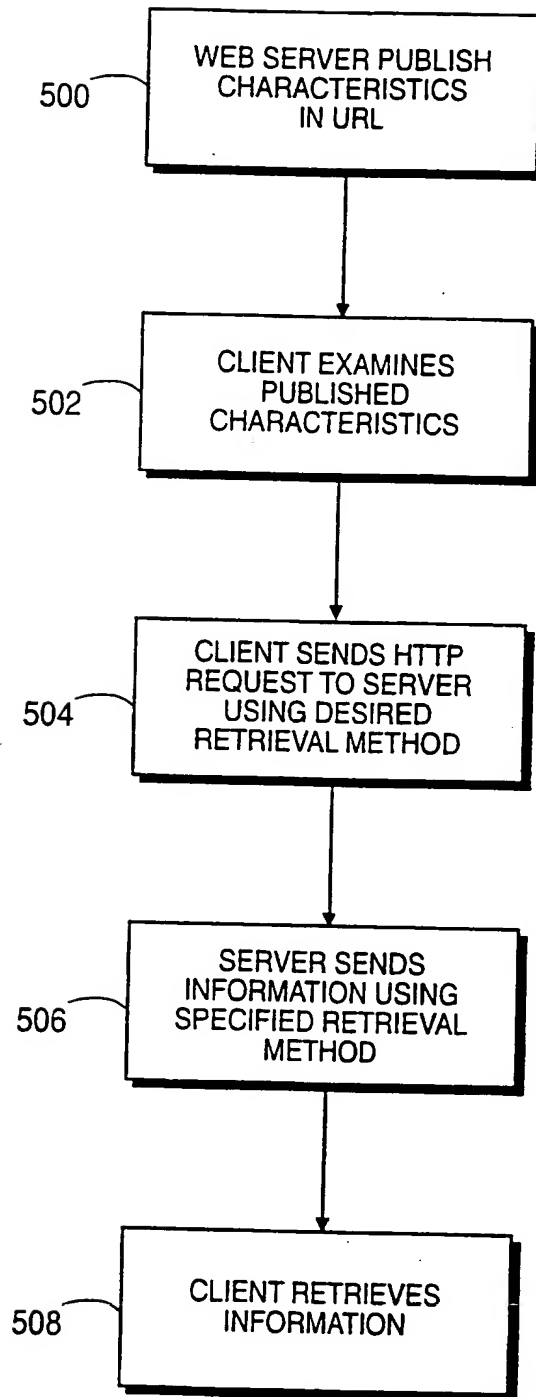 WEB SERVER PUBLISH
CHARACTERISTICS
IN URL
500
CLIENT EXAMINES
PUBLISHED
CHARACTERISTICS
502
CLIENT SENDS HTTP
REQUEST TO SERVER
USING DESIRED
RETRIEVAL METHOD
504
SERVER SENDS
INFORMATION USING
SPECIFIED RETRIEVAL
METHOD
506
CLIENT RETRIEVES
INFORMATION
508